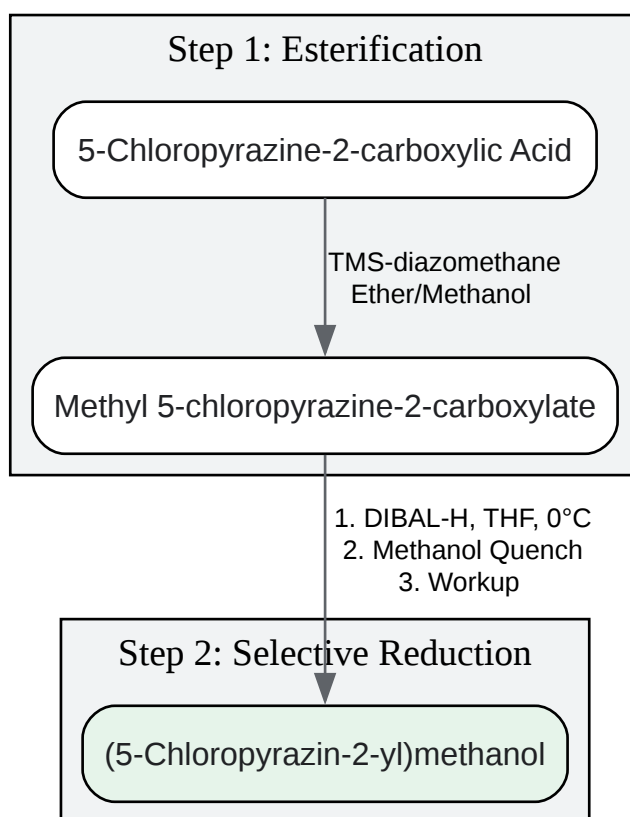 Step 1: Esterification
5-Chloropyrazine-2-carboxylic Acid
TMS-diazomethane
Ether/Methanol
Methyl 5-chloropyrazine-2-carboxylate
1. DIBAL-H, THF, 0°C
2. Methanol Quench
3. Workup
Step 2: Selective Reduction
(5-Chloropyrazin-2-yl)methanol